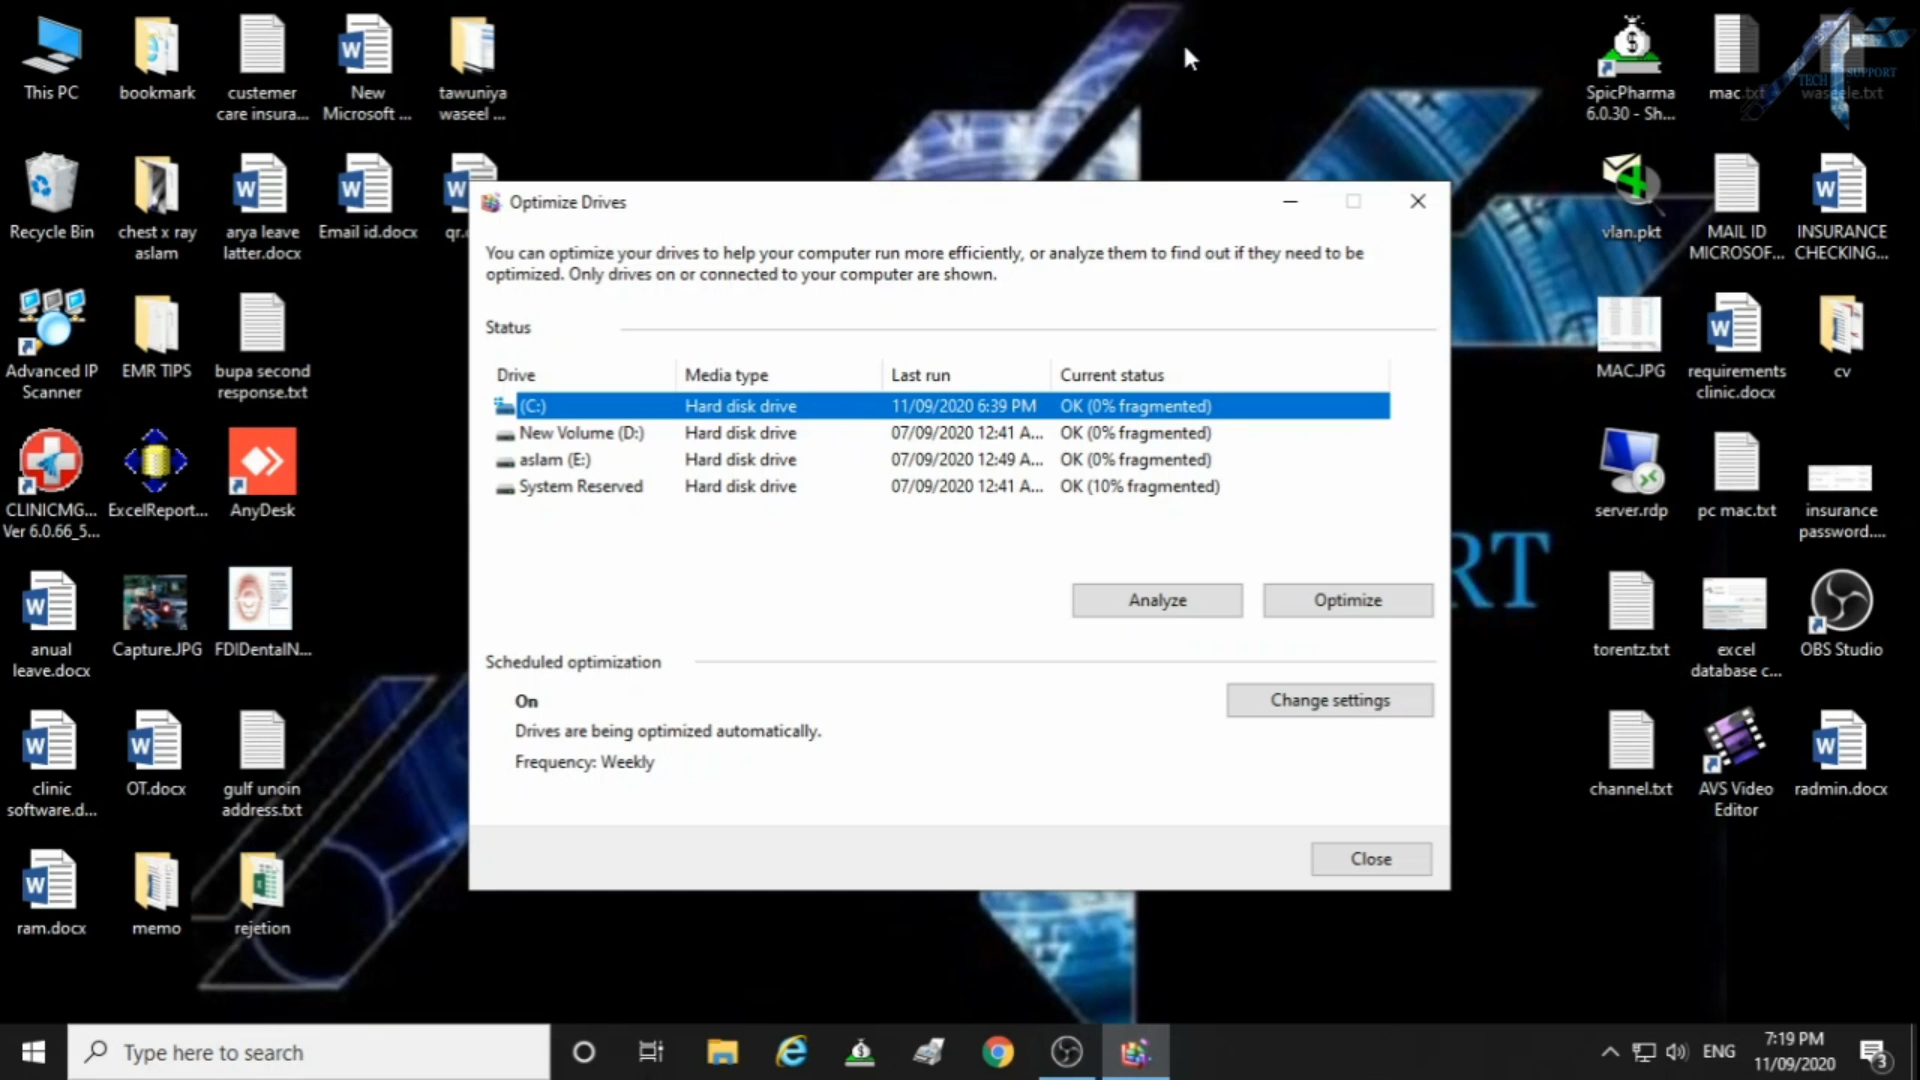 This PC
bookmark
custemer
care insura...
New
Microsoft ...
tawuniya
waseel ...
Recycle Bin
chest x ray
aslam
arya leave
latter.docx
Email id.docx
Advanced IP
Scanner
EMR TIPS
bupa second
response.txt
CLINICMG...
Ver 6.0.66_5...
ExcelReport...
AnyDesk
anual
leave.docx
Capture.JPG
FDIDentalN...
clinic
software.d...
OT.docx
gulf unoin
address.txt
ram.docx
memo
rejetion
Optimize Drives
You can optimize your drives to help your computer run more efficiently, or analyze them to find out if they need to be
optimized. Only drives on or connected to your computer are shown.
Status
Drive Media type Last run Current status
(C:) Hard disk drive 11/09/2020 6:39 PM OK (0% fragmented)
New Volume (D:) Hard disk drive 07/09/2020 12:41 A... OK (0% fragmented)
aslam (E:) Hard disk drive 07/09/2020 12:49 A... OK (0% fragmented)
System Reserved Hard disk drive 07/09/2020 12:41 A... OK (10% fragmented)
Analyze
Optimize
Scheduled optimization
On
Change settings
Drives are being optimized automatically.
Frequency: Weekly
Close
RT
SpicPharma
6.0.30 - Sh...
mac.txt
TECH SUPPORT
vlan.pkt
MAIL ID
MICROSOF...
INSURANCE
CHECKING...
MAC.JPG
requirements
clinic.docx
cv
server.rdp
pc mac.txt
insurance
password....
torentz.txt
excel
database c...
OBS Studio
channel.txt
AVS Video
Editor
radmin.docx
Type here to search
ENG
7:19 PM
11/09/2020
3